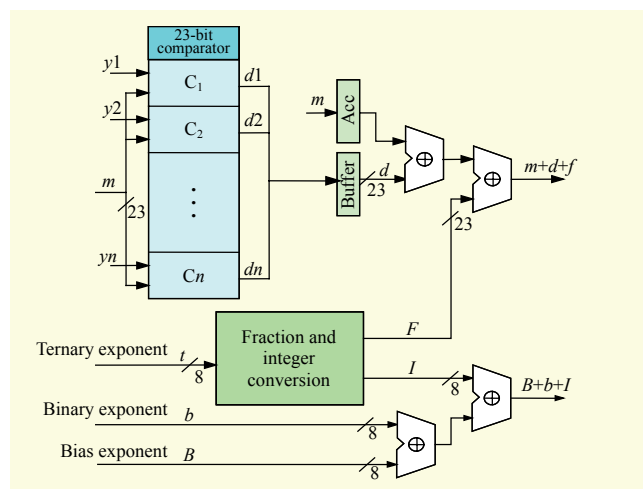 23-bit
comparator
y1
C1
d1
y2
C2
d2
m
23
⋮
yn
Cn
dn
m
Acc
Buffer
d
23
⊕
⊕
m+d+f
23
Ternary exponent t
8
Fraction and
integer
conversion
F
I
8
⊕
B+b+I
Binary exponent b
8
Bias exponent B
8
⊕